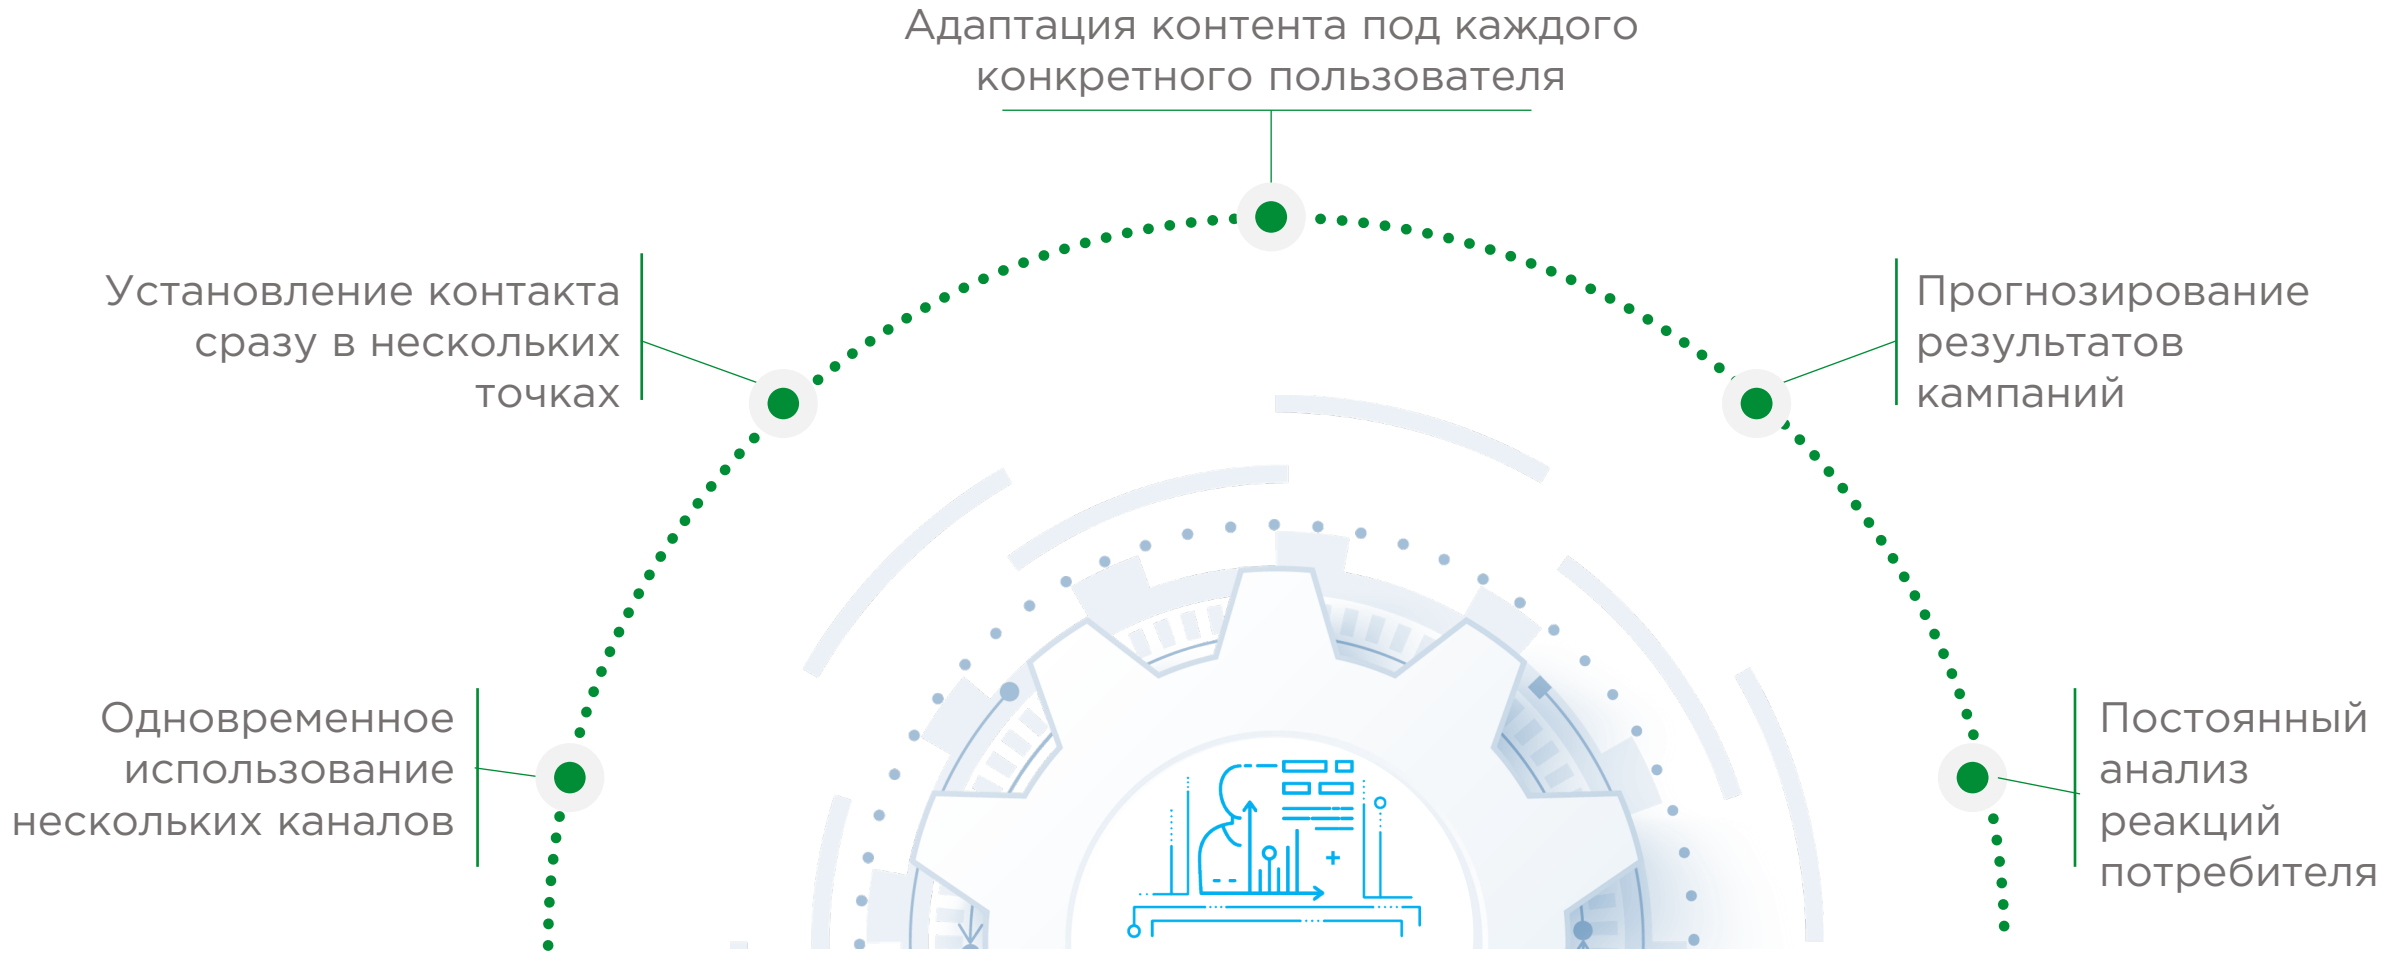 Адаптация контента под каждого
конкретного пользователя
Установление контакта
сразу в нескольких
точках
Прогнозирование
результатов
кампаний
Одновременное
использование
нескольких каналов
Постоянный
анализ
реакций
потребителя